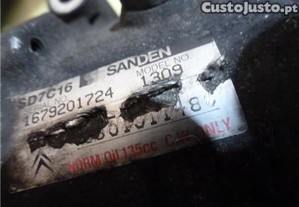 CustoJusto.pt
SD7C16 SANDEN
MODEL NO.
1679201724 1309
NORM OIL 135cc ONLY